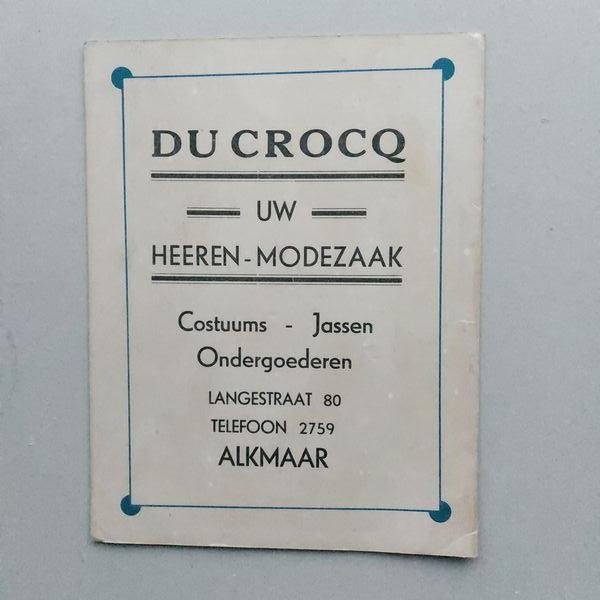 DU CROCQ
UW
HEEREN-MODEZAAK
Costuums - Jassen
Ondergoederen
LANGESTRAAT 80
TELEFOON 2759
ALKMAAR